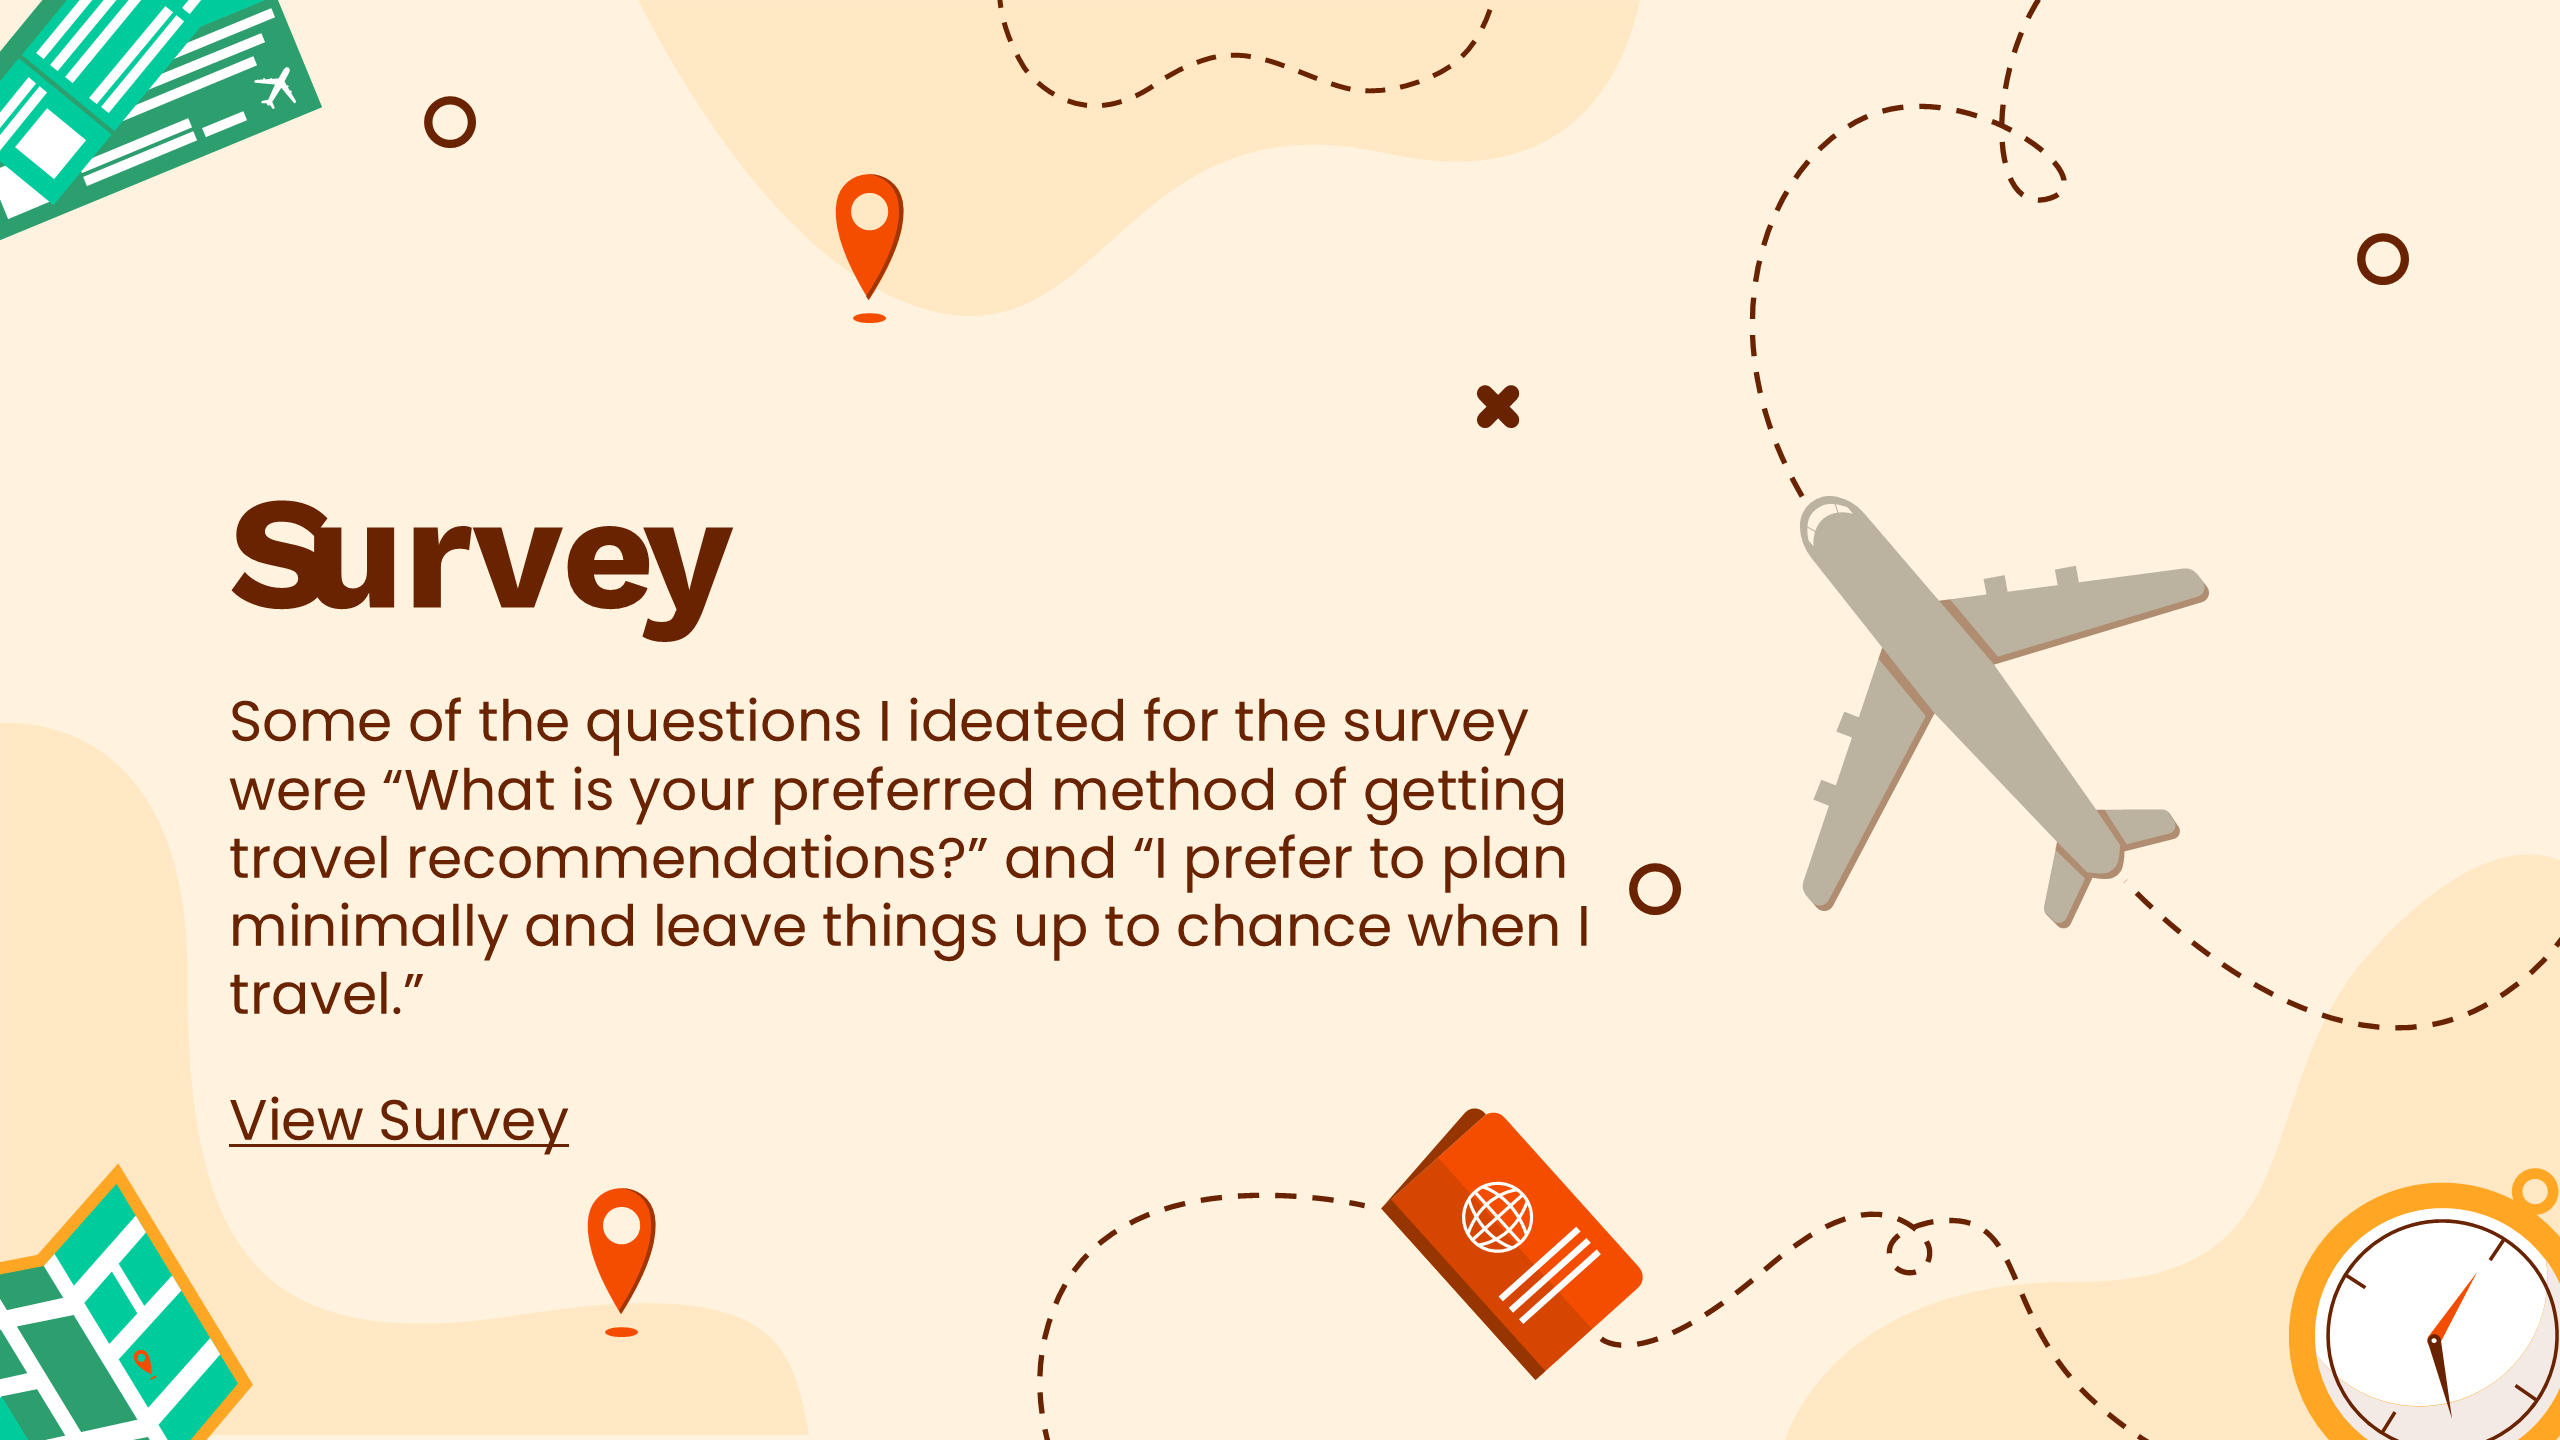 Survey
Some of the questions I ideated for the survey
were “What is your preferred method of getting
travel recommendations?” and “I prefer to plan
minimally and leave things up to chance when I
travel.”
View Survey